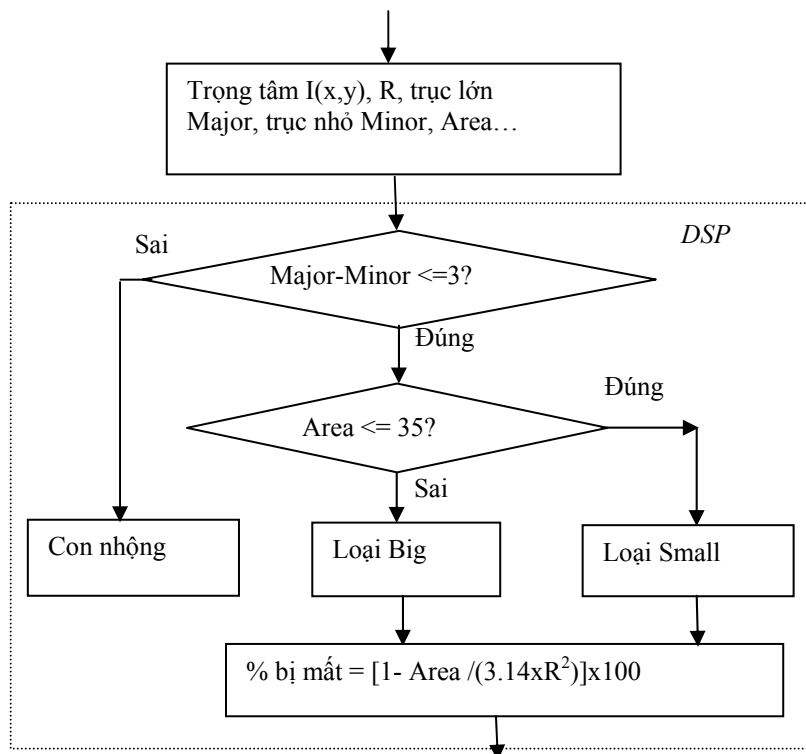 Trọng tâm I(x,y), R, trục lớn
Major, trục nhỏ Minor, Area…
DSP
Sai
Major-Minor <=3?
Đúng
Đúng
Area <= 35?
Sai
Con nhộng
Loại Big
Loại Small
% bị mất = [1- Area /(3.14xR²)]x100